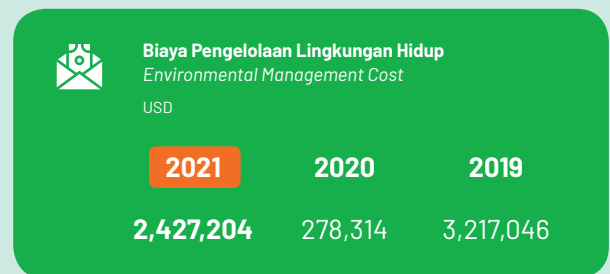 Biaya Pengelolaan Lingkungan Hidup
Environmental Management Cost
USD
2021 2020 2019
2,427,204 278,314 3,217,046